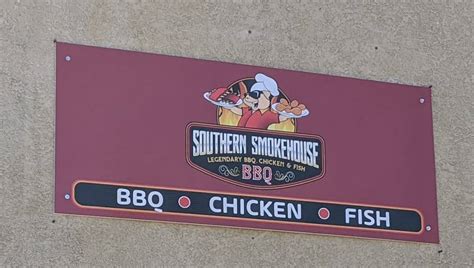 SOUTHERN SMOKEHOUSE
LEGENDARY BBQ, CHICKEN & FISH
BBQ
BBQ • CHICKEN • FISH